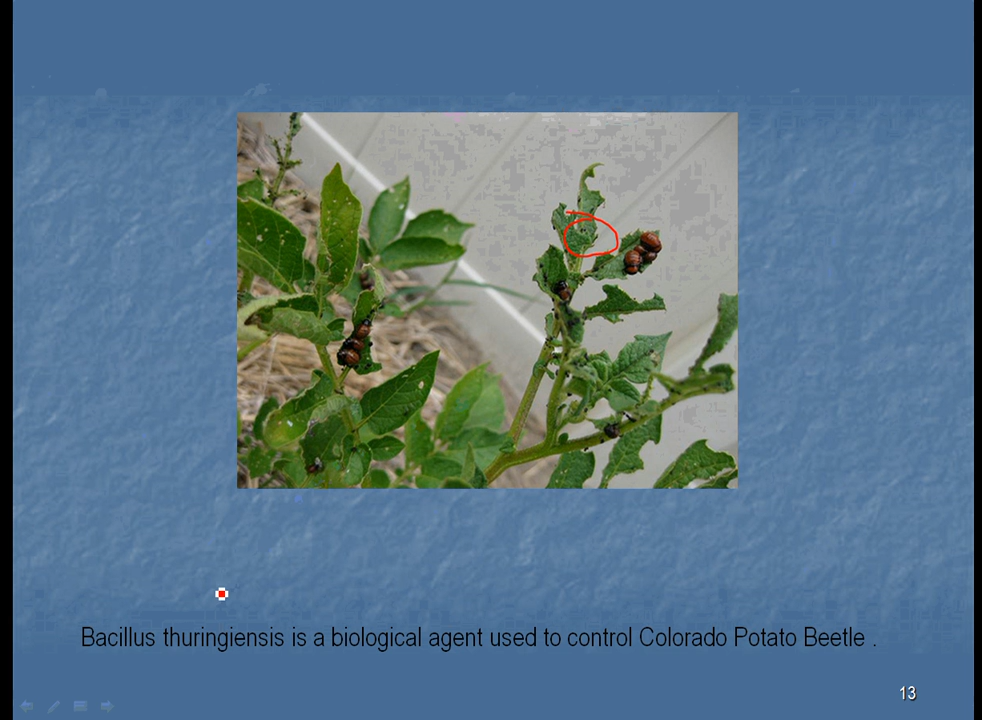 Bacillus thuringiensis is a biological agent used to control Colorado Potato Beetle .
13